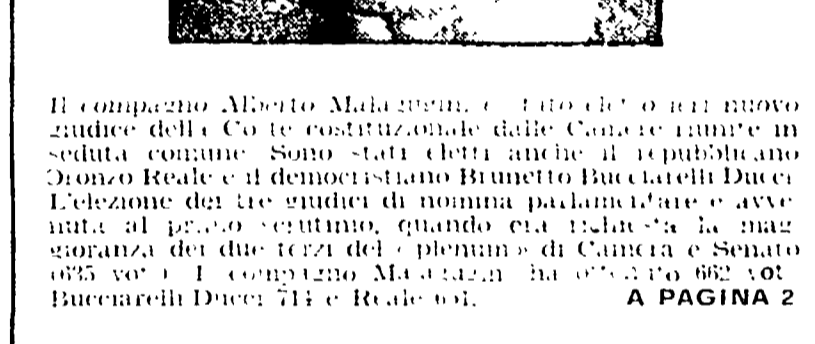 Il compagno Alberto Malagugini, è stato eletto ieri nuovo
giudice della Corte costituzionale dalle Camere riunite in
seduta comune. Sono stati eletti anche il repubblicano
Oronzo Reale e il democristiano Brunetto Bucciarelli Ducci
L'elezione dei tre giudici di nomina parlamentare è avve
nuta al primo scrutinio, quando era richiesta la mag
gioranza dei due terzi del « plenum » di Camera e Senato
(635 voti). Il compagno Malagugini ha ottenuto 662 voti
Bucciarelli Ducci 714 e Reale
A PAGINA 2